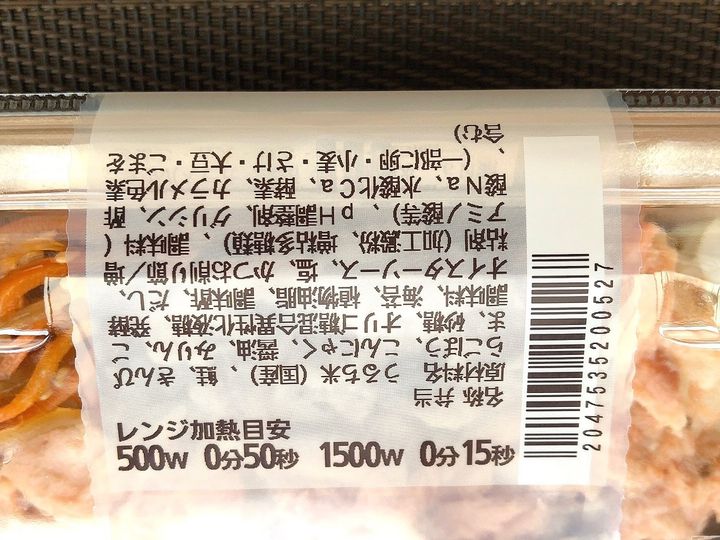 名称 弁当
原材料名 うるち米(国産)、鮭、きんぴ
らごぼう、こんにゃく、醤油、みりん、ご
ま、砂糖、オリゴ糖混合異性化液糖、発酵
調味料、海苔、植物油脂、調味酢、だし、
オイスターソース、塩、かつお削り節/増
粘剤(加工澱粉、増粘多糖類)、調味料(
アミノ酸等)、pH調整剤、グリシン、酢
酸Na、水酸化Ca、酵素、カラメル色素
、(一部に卵・小麦・さけ・大豆・ごまを
含む)
レンジ加熱目安
500W 0分50秒 1500W 0分15秒
2047535200527